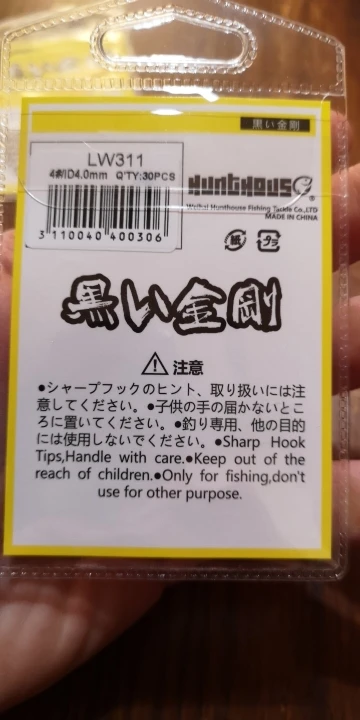 黒い金剛
LW311
4#/D4.0mm Q'TY:30PCS
3 110040 400306
HUNTHOUSE
®
Weihai Hunthouse Fishing Tackle Co.,LTD
MADE IN CHINA
紙
プラ
黒い金剛
注意
●シャープフックのヒント、取り扱いには注
意してください。●子供の手の届かないとこ
ろに置いてください。●釣り専用、他の目的
には使用しないでください。●Sharp Hook
Tips,Handle with care.●Keep out of the
reach of children.●Only for fishing,don't
use for other purpose.